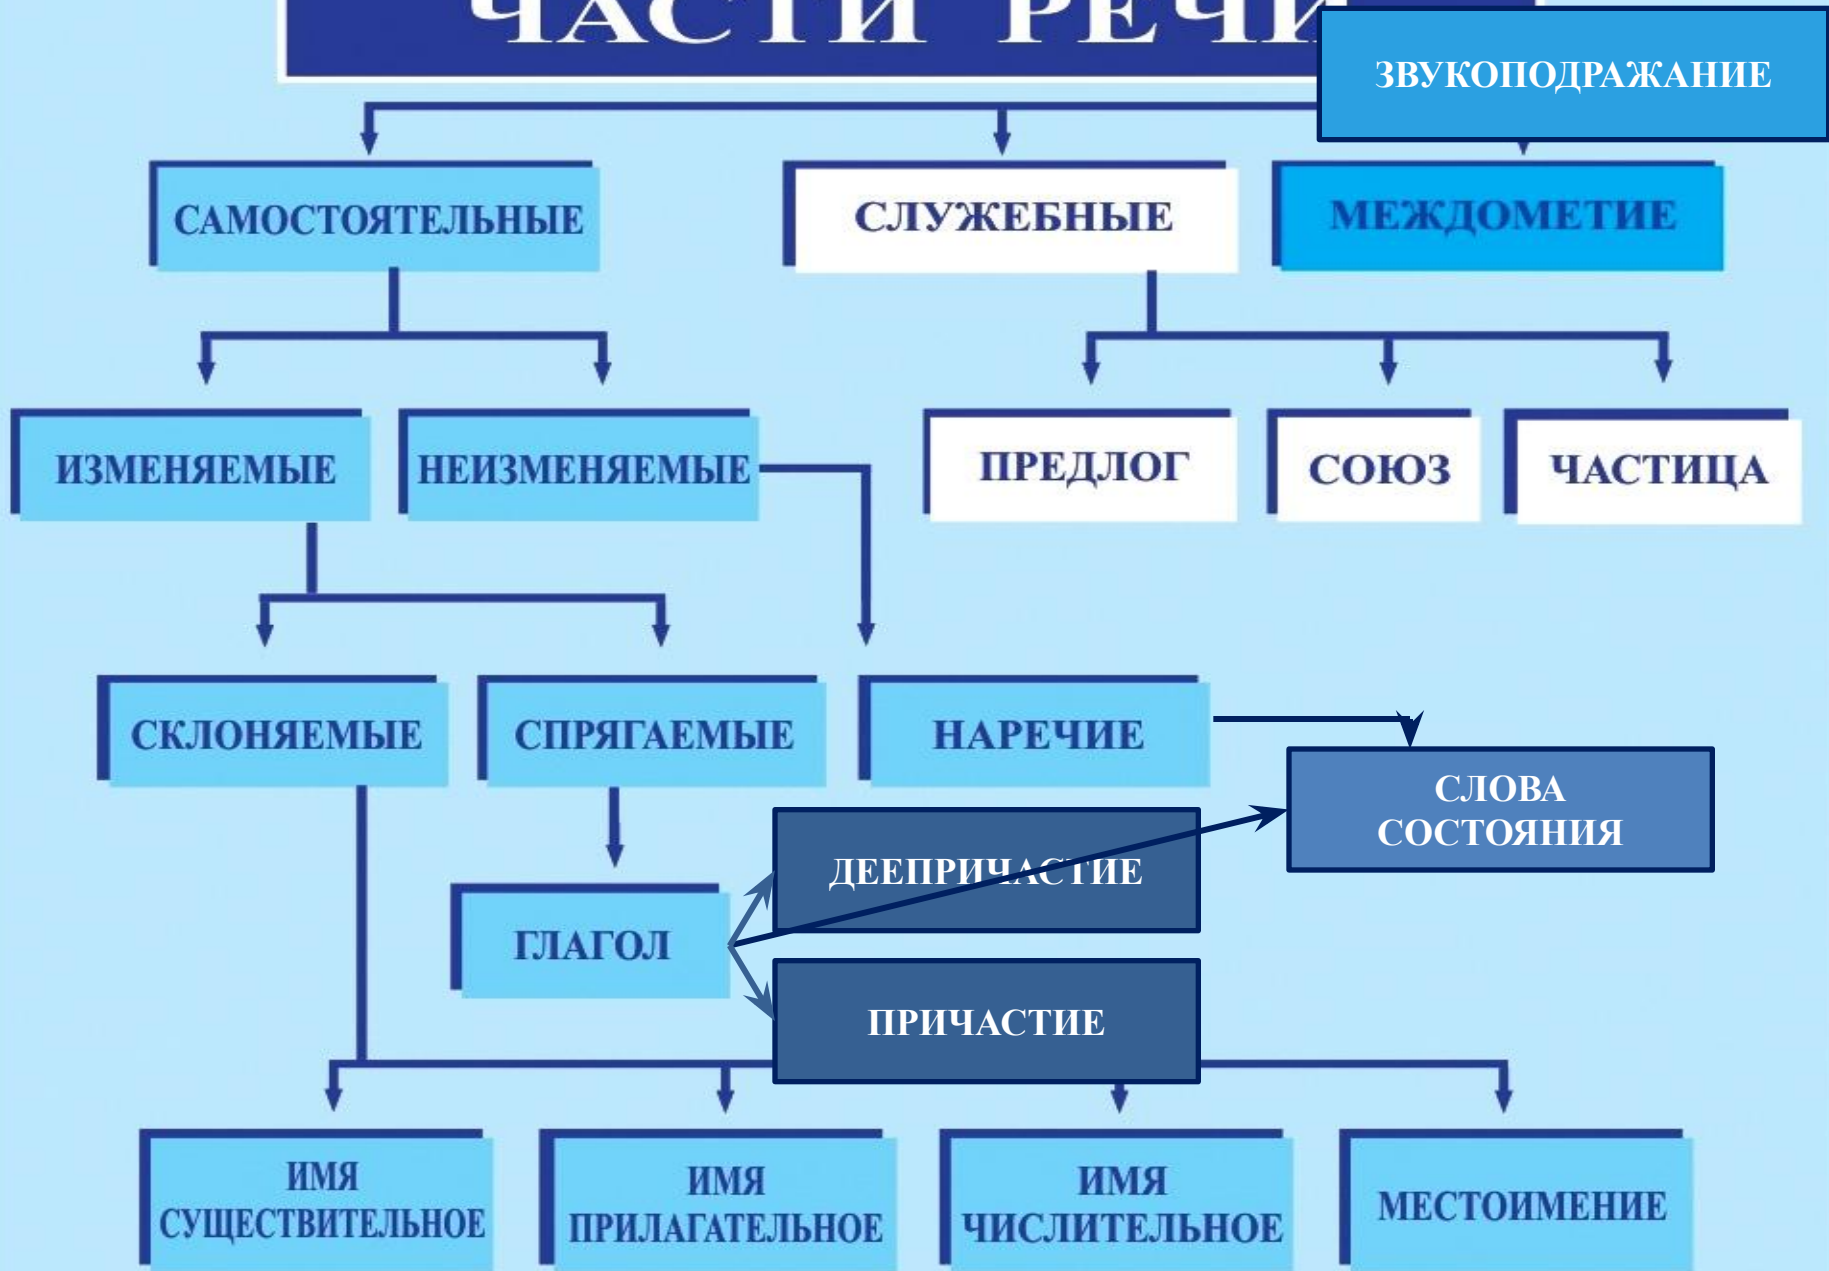 ЧАСТИ РЕЧИ
ЗВУКОПОДРАЖАНИЕ
САМОСТОЯТЕЛЬНЫЕ
СЛУЖЕБНЫЕ
МЕЖДОМЕТИЕ
ИЗМЕНЯЕМЫЕ
НЕИЗМЕНЯЕМЫЕ
ПРЕДЛОГ
СОЮЗ
ЧАСТИЦА
СКЛОНЯЕМЫЕ
СПРЯГАЕМЫЕ
НАРЕЧИЕ
СЛОВА
СОСТОЯНИЯ
ДЕЕПРИЧАСТИЕ
ГЛАГОЛ
ПРИЧАСТИЕ
ИМЯ
СУЩЕСТВИТЕЛЬНОЕ
ИМЯ
ПРИЛАГАТЕЛЬНОЕ
ИМЯ
ЧИСЛИТЕЛЬНОЕ
МЕСТОИМЕНИЕ